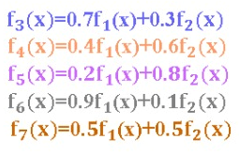 f₃(x)=0.7f₁(x)+0.3f₂(x)
f₄(x)=0.4f₁(x)+0.6f₂(x)
f₅(x)=0.2f₁(x)+0.8f₂(x)
f₆(x)=0.9f₁(x)+0.1f₂(x)
f₇(x)=0.5f₁(x)+0.5f₂(x)